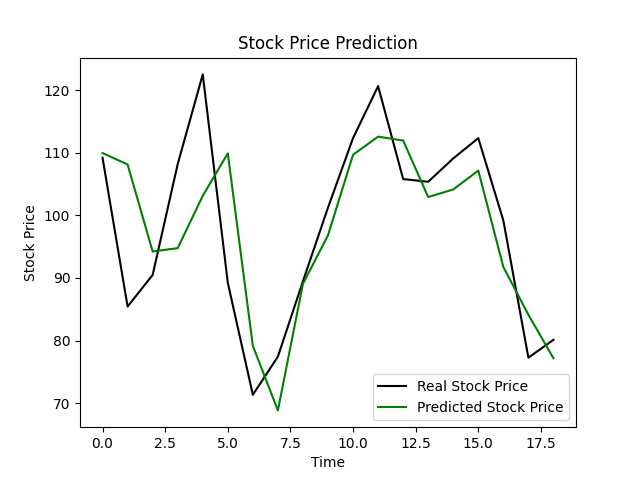 Stock Price Prediction
Stock Price
120
110
100
90
80
70
0.0 2.5 5.0 7.5 10.0 12.5 15.0 17.5
Time
Real Stock Price
Predicted Stock Price